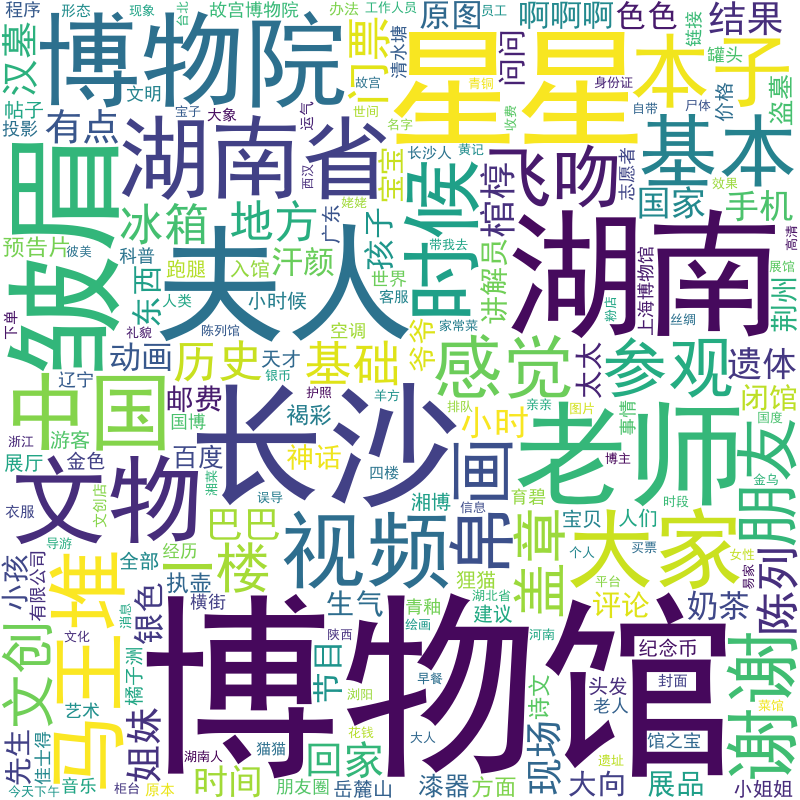 程序
形态
现象
故宫博物院
台北
办法
工作人员
原图
员工
啊啊啊
色色
链接
结果
汉墓
博物院
门票
清水塘
问问
星星
罐头
本子
帖子
投影
有点
文明
宝子
大象
运气
故宫
世间
青铜
名字
收费
身份证
自带
尸体
价格
盗墓
皱眉
湖南省
西汉
宝宝
长沙人
黄记
棺椁
飞吻
志愿者
基本
国家
效果
手机
预告片
冰箱
地方
姥姥
广东
孩子
时候
带我去
讲解员
湖南
上海博物馆
展馆
高清
荆州
彼美
科普
东西
跑腿
入馆
汗颜
夫人
世界
客服
家常菜
粉店
丝绸
下单
人类
礼貌
小时候
陈列馆
空调
爷爷
感觉
太太
参观
遗体
闭馆
中国
辽宁
动画
历史
天才
银币
基础
护照
羊方
排队
亲亲
图片
事情
国度
浙江
游客
邮费
国博
褐彩
长沙
小时
老师
博主
金乌
朋友
展厅
金色
湘菜
文创店
百度
神话
误导
四楼
湘博
画
信息
育碧
时段
衣服
文物
导游
巴巴
视频
帛
盖章
宝贝
人们
个人
大家
买票
女性
易家
陈列
有限公司
小孩
全部
经历
一楼
执壶
横街
生气
青釉
狸猫
湖北省
建议
评论
平台
奶茶
马王堆
银色
消息
文化
文创
橘子洲
陕西
节目
绘画
博物馆
河南
诗文
纪念币
谢谢
艺术
姐妹
浏阳
早餐
头发
老人
封面
菜馆
先生
佳士得
湖南人
猫猫
回家
花钱
大人
现场
遗址
馆之宝
今天下午
音乐
柜台
原本
时间
朋友圈
岳麓山
漆器
方面
大向
展品
小姐姐